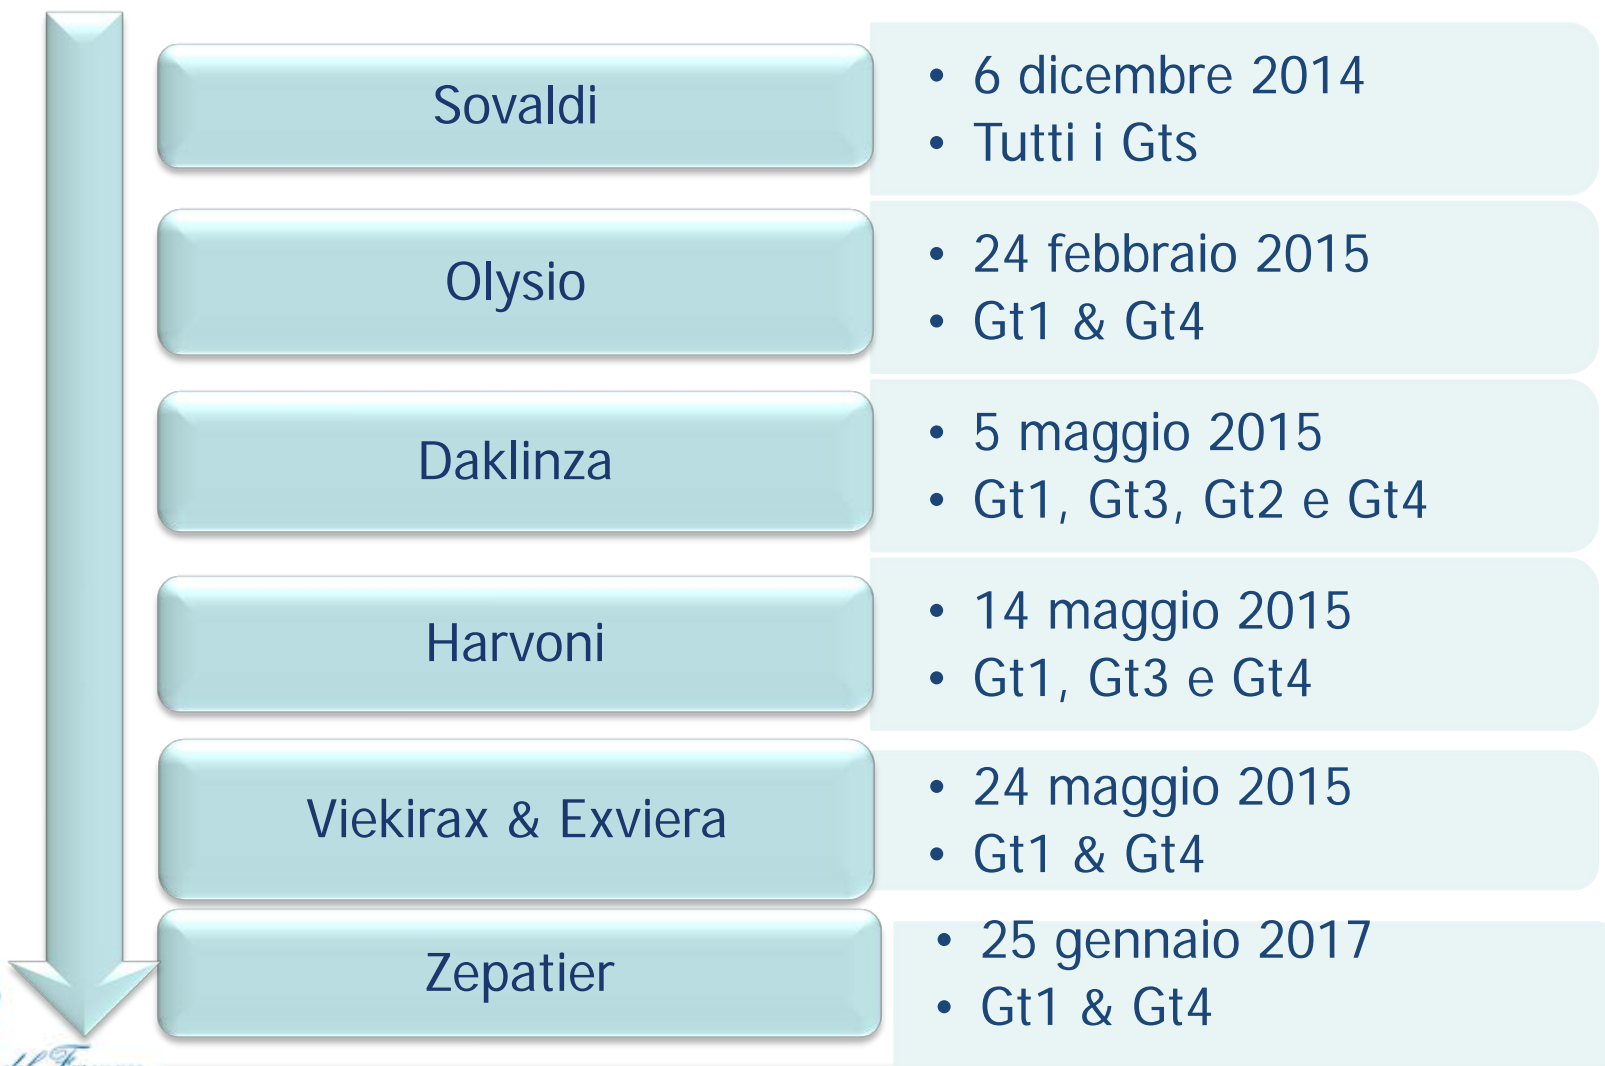 Sovaldi
• 6 dicembre 2014
• Tutti i Gts
Olysio
• 24 febbraio 2015
• Gt1 & Gt4
Daklinza
• 5 maggio 2015
• Gt1, Gt3, Gt2 e Gt4
Harvoni
• 14 maggio 2015
• Gt1, Gt3 e Gt4
Viekirax & Exviera
• 24 maggio 2015
• Gt1 & Gt4
Zepatier
• 25 gennaio 2017
• Gt1 & Gt4